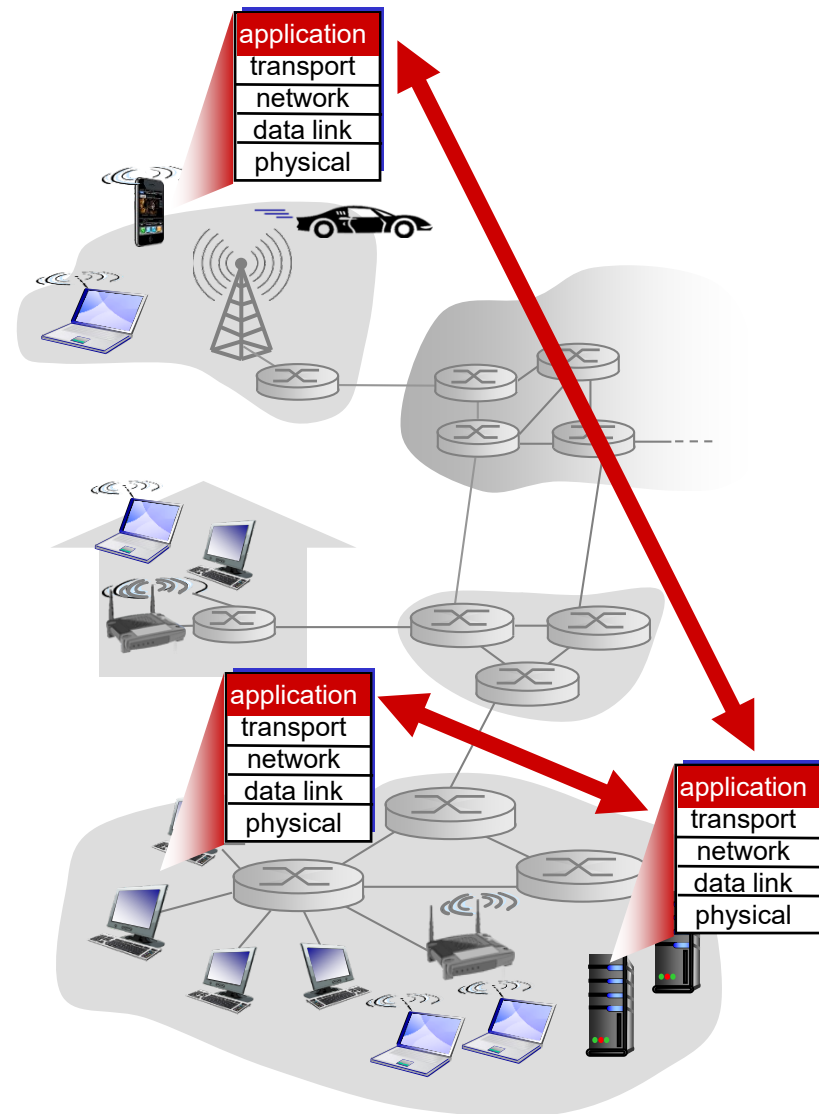 application
transport
network
data link
physical
application
transport
network
data link
physical
application
transport
network
data link
physical